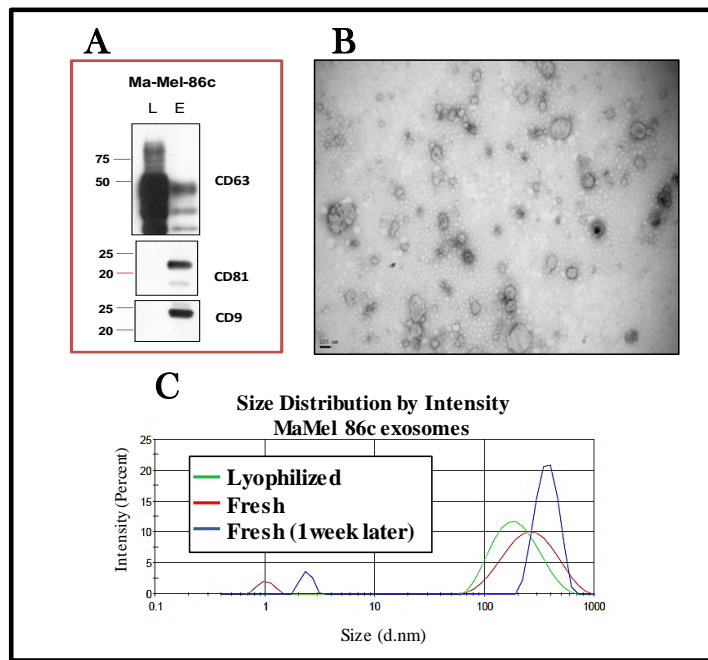 A
B
Ma-Mel-86c
L E
75
50
CD63
25
20
CD81
25
20
CD9
100 nm
C
Size Distribution by Intensity
MaMel 86c exosomes
Intensity (Percent)
25
20
15
10
5
0
Lyophilized
Fresh
Fresh (1week later)
0.1 1 10 100 1000
Size (d.nm)